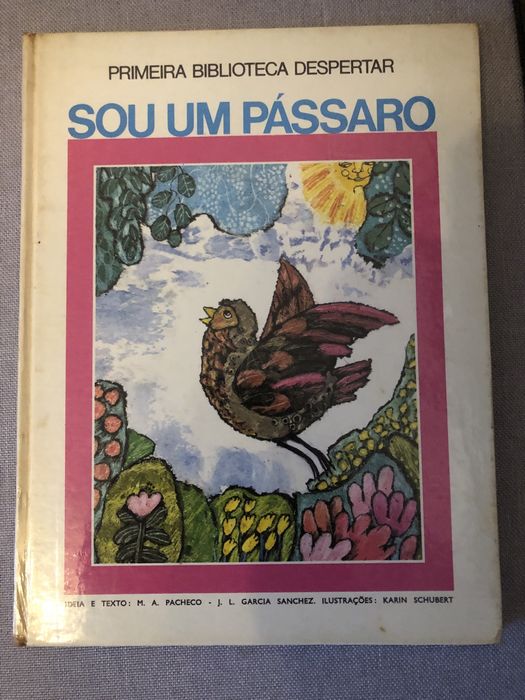 PRIMEIRA BIBLIOTECA DESPERTAR
SOU UM PÁSSARO
IDEIA E TEXTO: M. A. PACHECO - J. L. GARCIA SANCHEZ. ILUSTRAÇÕES: KARIN SCHUBERT